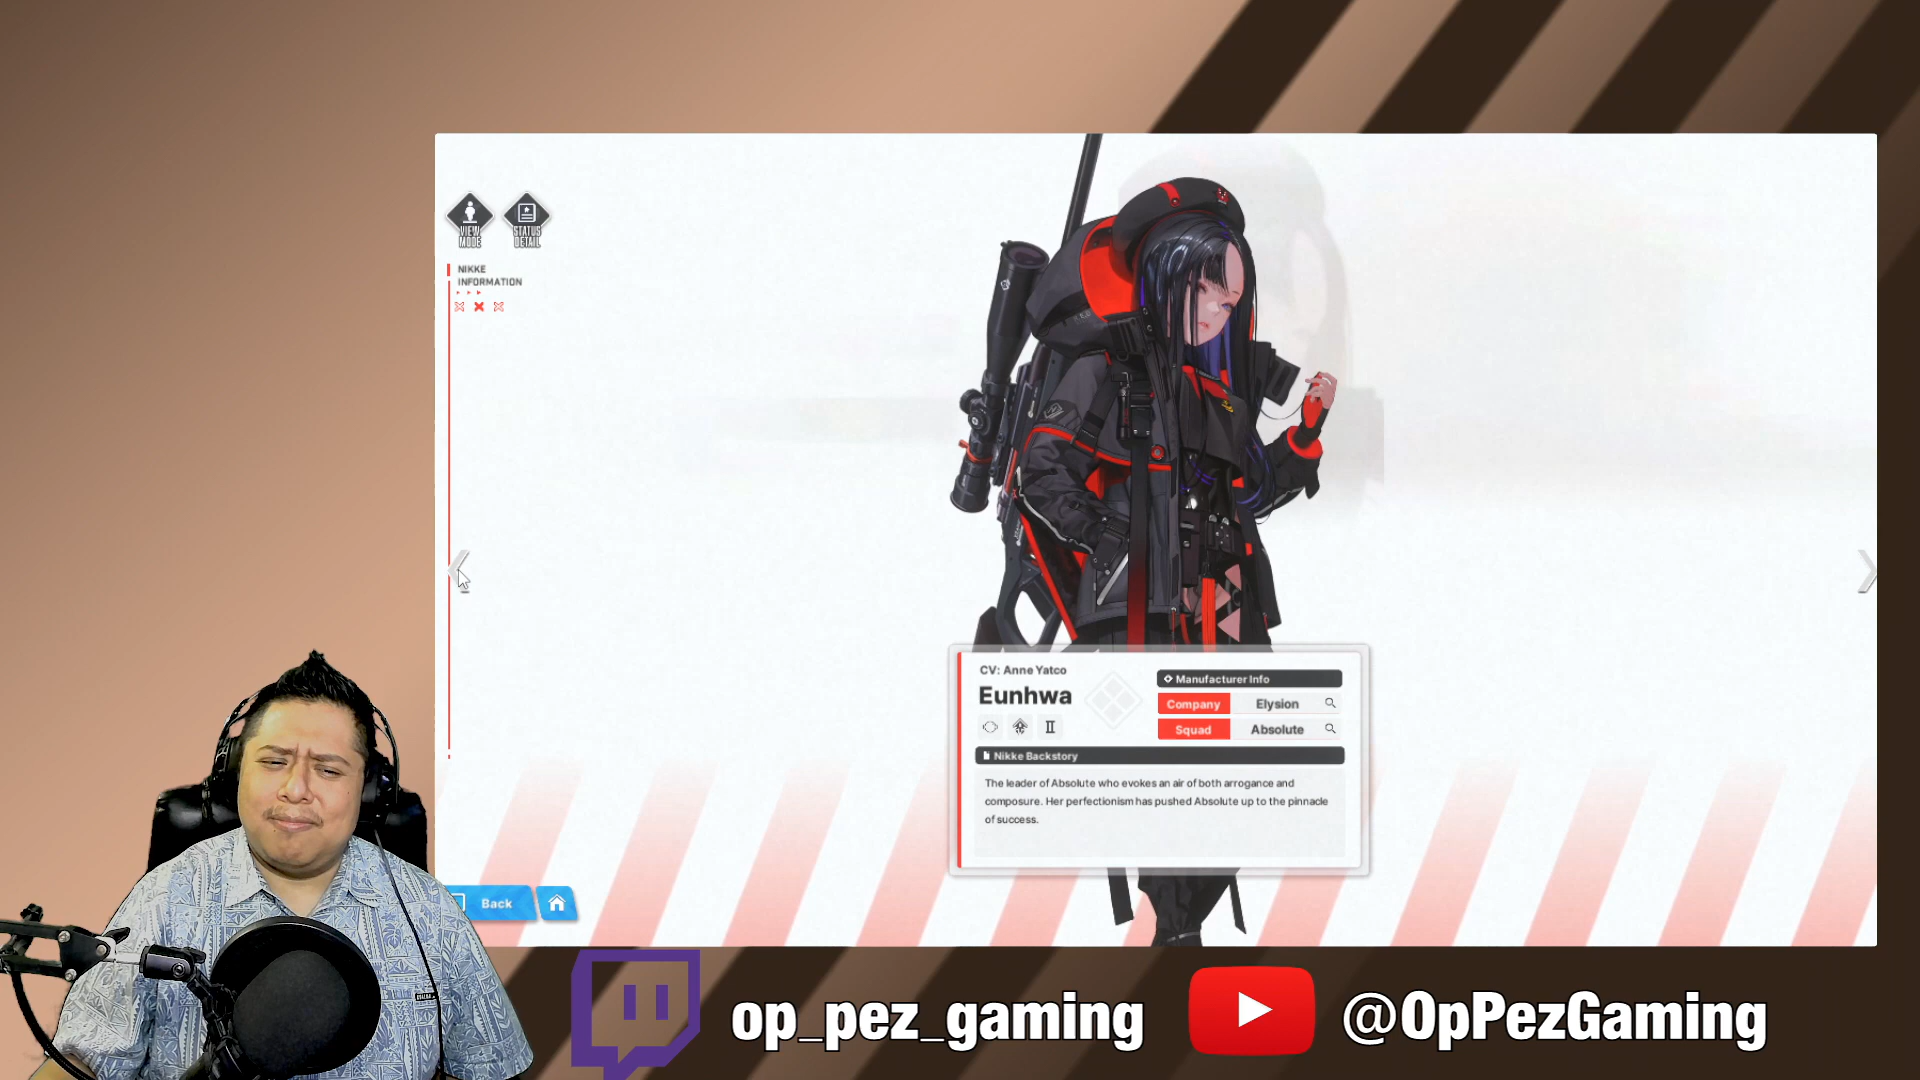 VIEW
MODE
STATUS
DETAIL
NIKKE
INFORMATION
CV: Anne Yatco
Eunhwa
II
Manufacturer Info
Company Elysion
Squad Absolute
Nikke Backstory
The leader of Absolute who evokes an air of both arrogance and
composure. Her perfectionism has pushed Absolute up to the pinnacle
of success.
Back
op_pez_gaming
@OpPezGaming